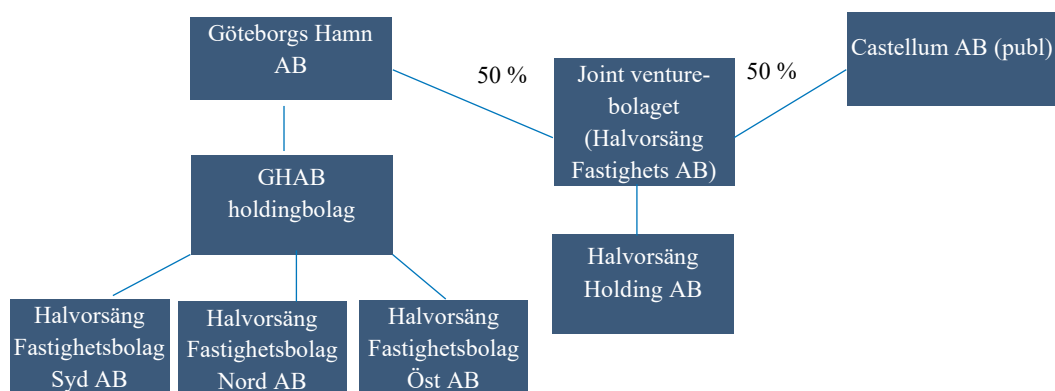 Göteborgs Hamn
AB
50 %
Joint venture-
bolaget
(Halvorsäng
Fastighets AB)
50 %
Castellum AB (publ)
GHAB
holdingbolag
Halvorsäng
Holding AB
Halvorsäng
Fastighetsbolag
Syd AB
Halvorsäng
Fastighetsbolag
Nord AB
Halvorsäng
Fastighetsbolag
Öst AB